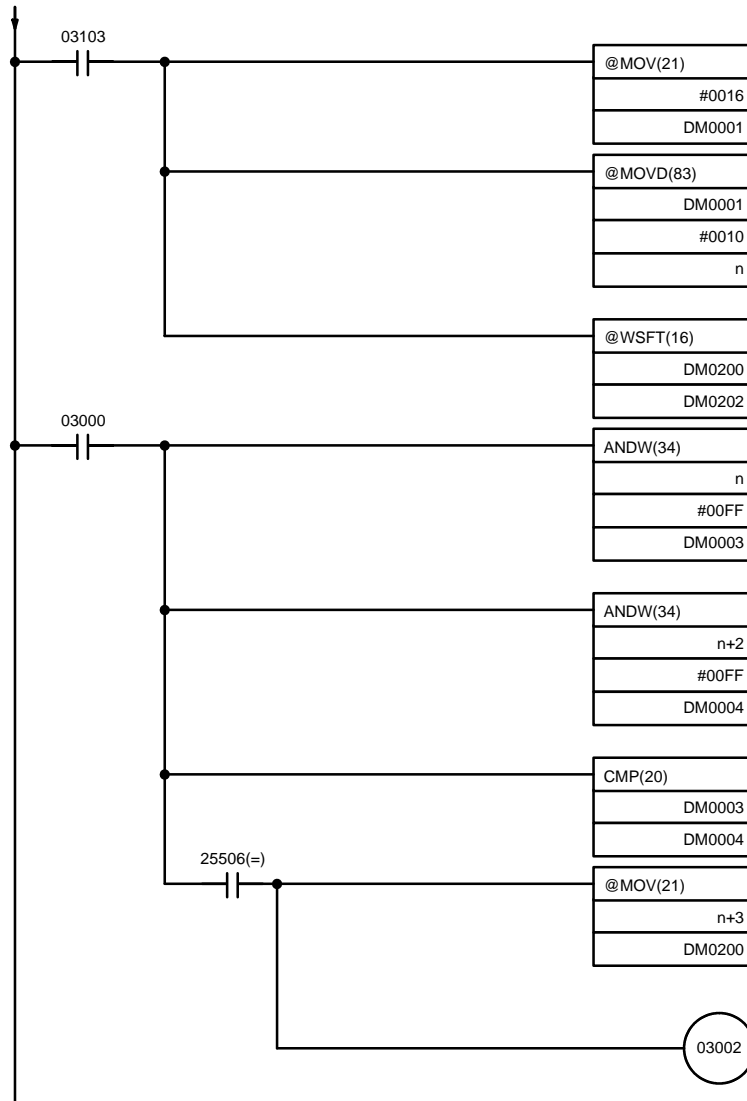 03103
@MOV(21)
#0016
DM0001
@MOVD(83)
DM0001
#0010
n
@WSFT(16)
DM0200
DM0202
03000
ANDW(34)
n
#00FF
DM0003
ANDW(34)
n+2
#00FF
DM0004
CMP(20)
DM0003
DM0004
25506(=)
@MOV(21)
n+3
DM0200
03002